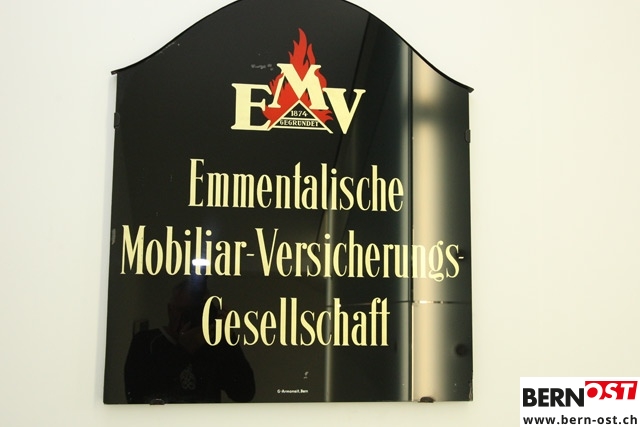 EMV
1874
GEGRÜNDET
Emmentalische
Mobiliar-Versicherungs-
Gesellschaft
BERNOST
www.bern-ost.ch